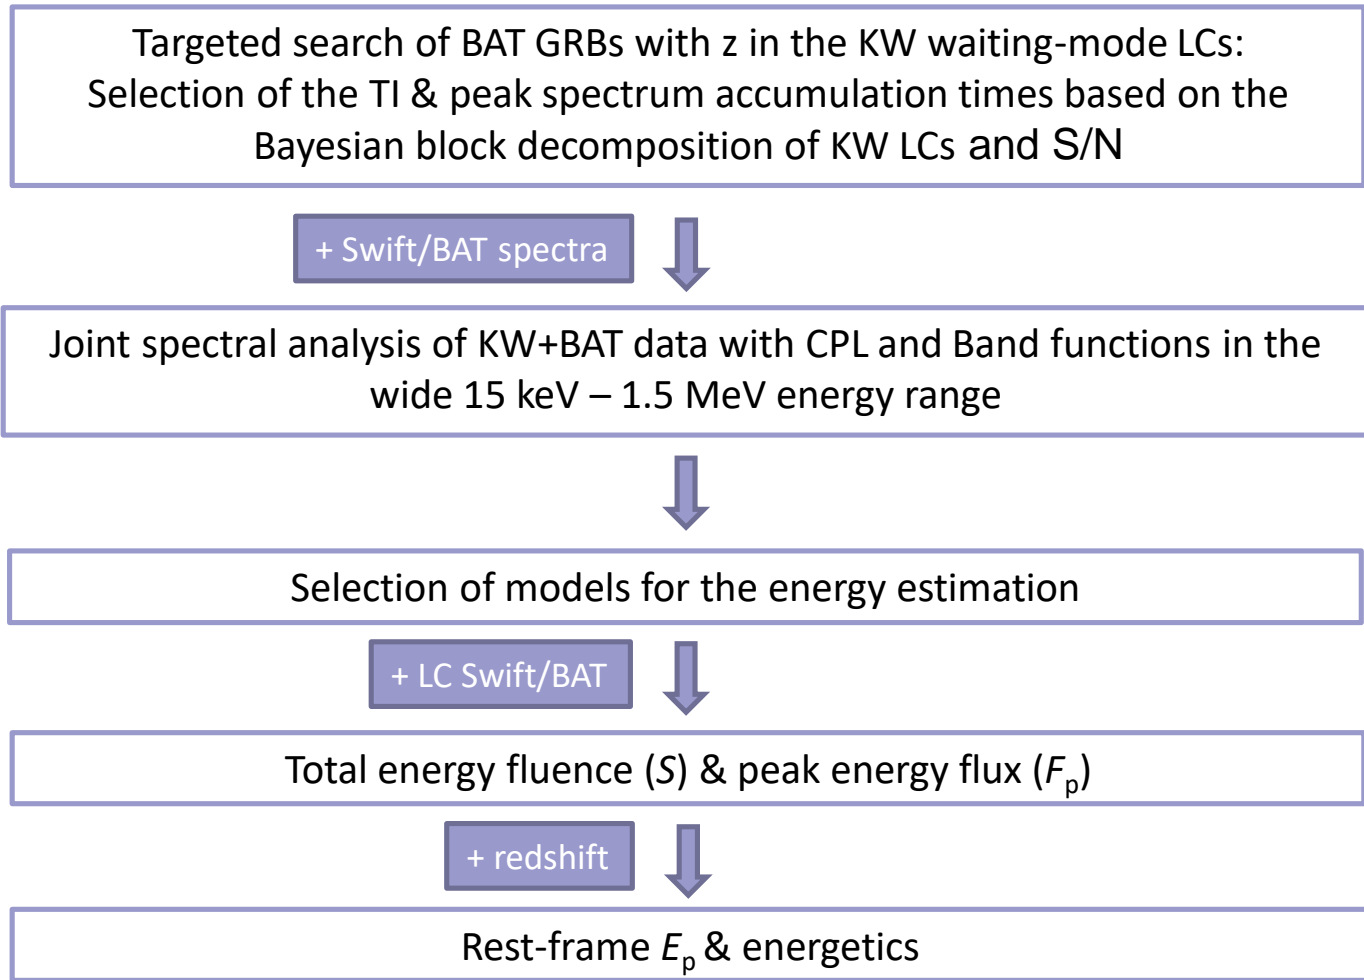 Targeted search of BAT GRBs with z in the KW waiting-mode LCs:
Selection of the TI & peak spectrum accumulation times based on the
Bayesian block decomposition of KW LCs and S/N
+ Swift/BAT spectra
Joint spectral analysis of KW+BAT data with CPL and Band functions in the
wide 15 keV – 1.5 MeV energy range
Selection of models for the energy estimation
+ LC Swift/BAT
Total energy fluence (S) & peak energy flux (Fp)
+ redshift
Rest-frame Ep & energetics